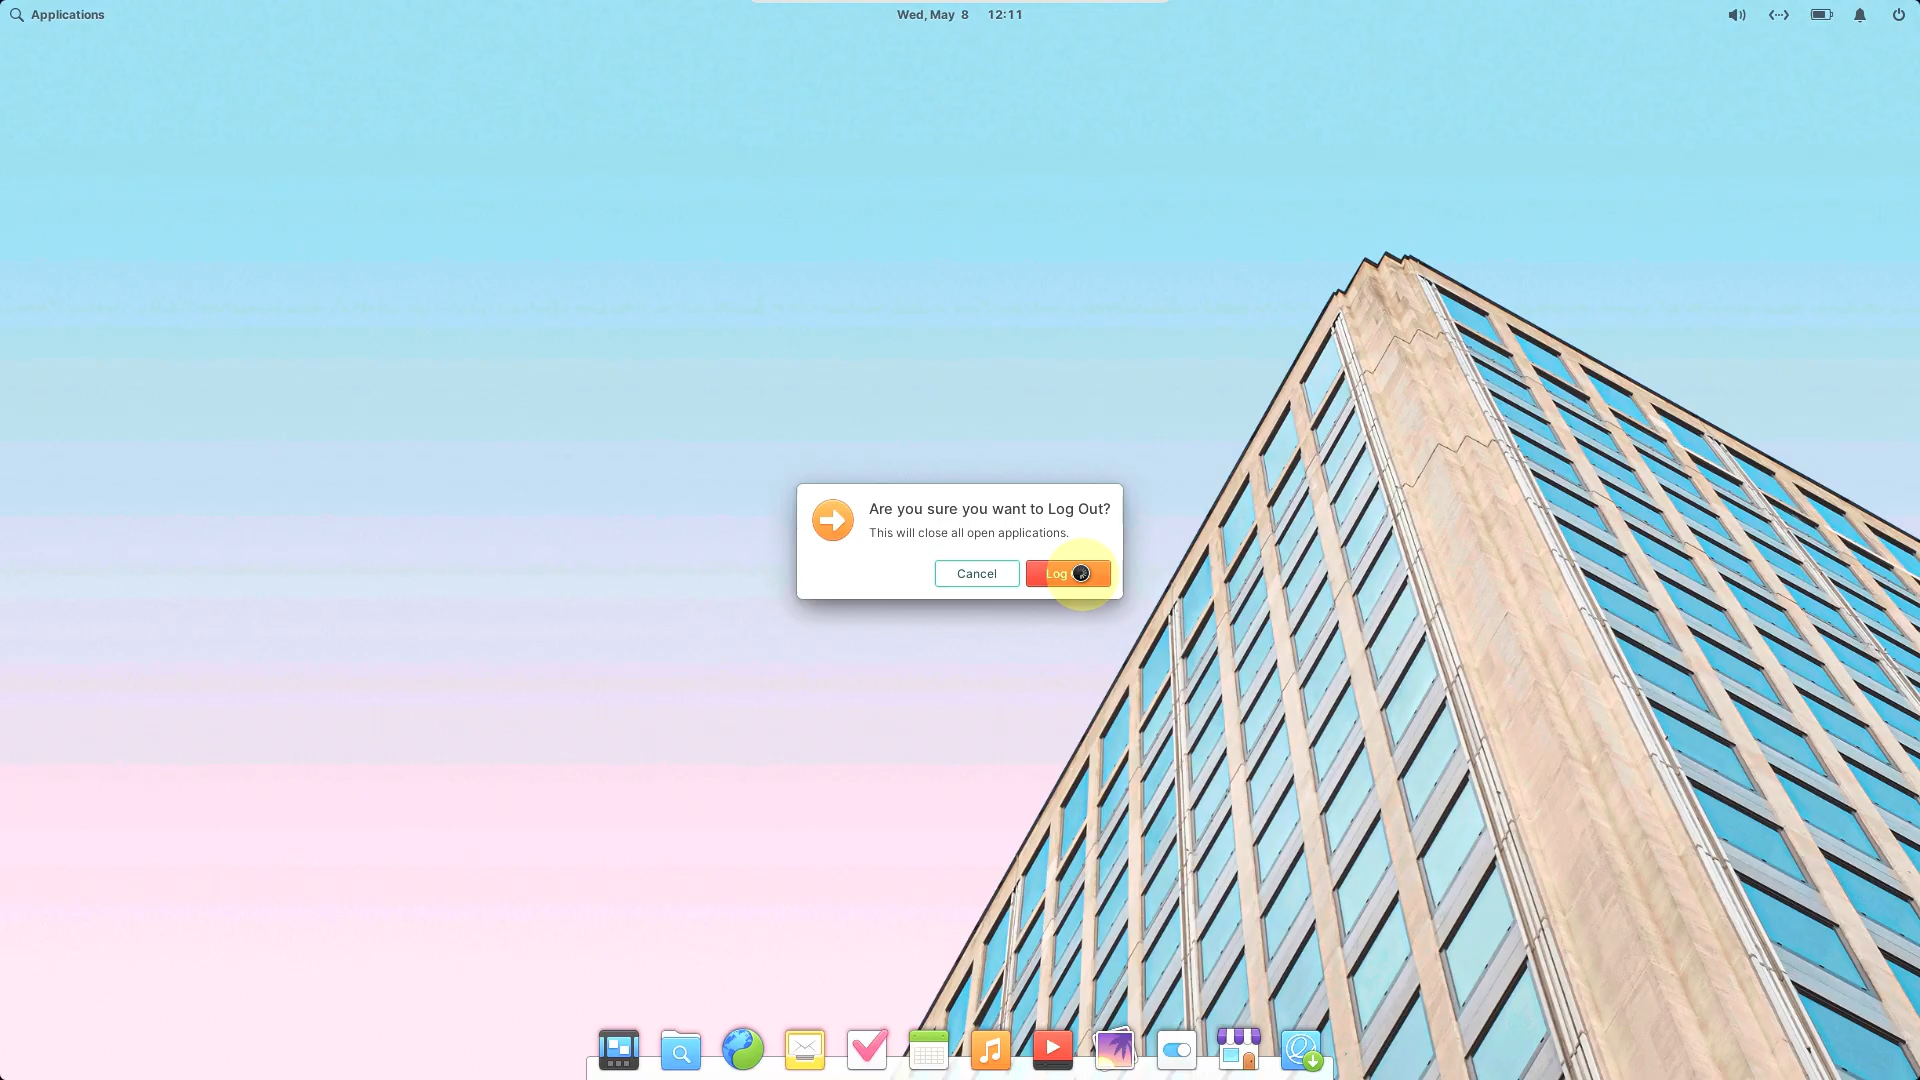 Applications
Wed, May 8 12:11
Are you sure you want to Log Out?
This will close all open applications.
Cancel
Log